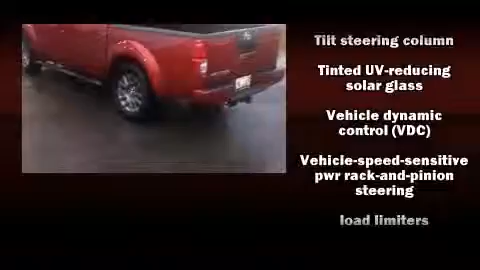 Tilt steering column
Tinted UV-reducing
solar glass
Vehicle dynamic
control (VDC)
Vehicle-speed-sensitive
pwr rack-and-pinion
steering
load limiters